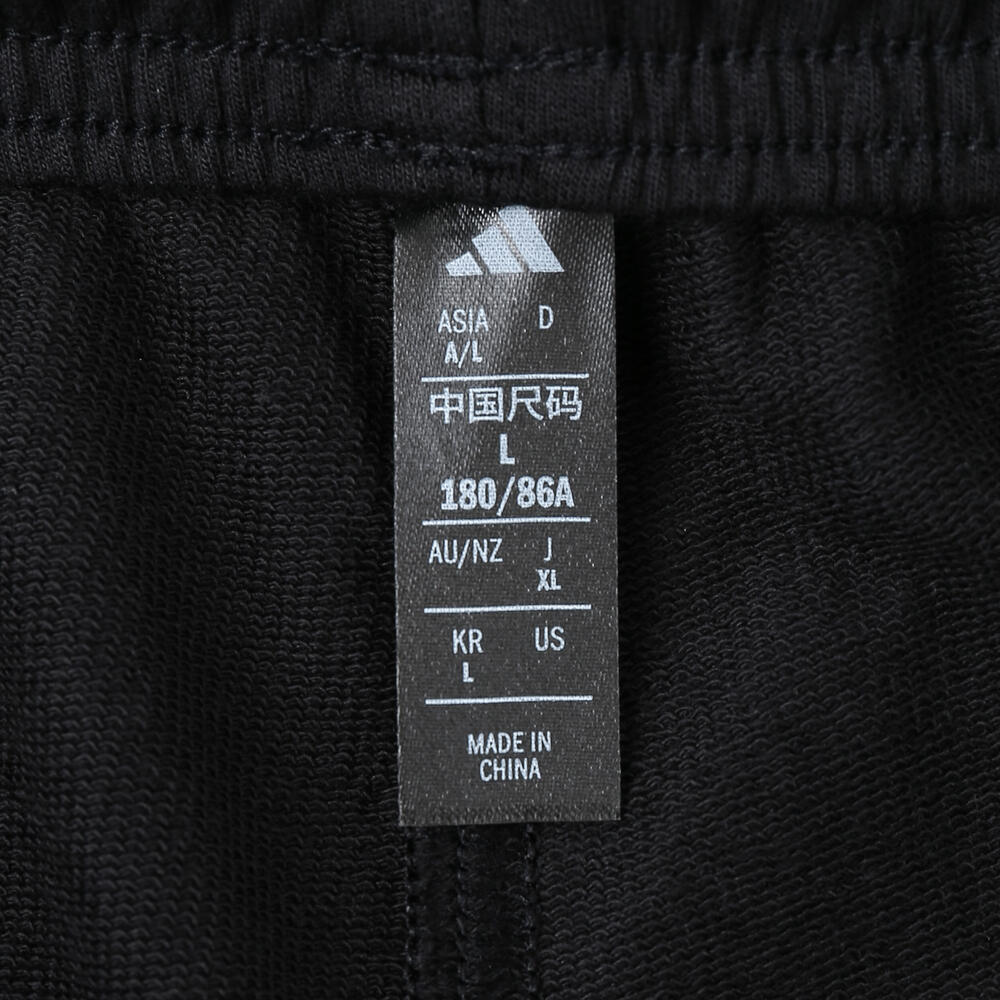 ASIA D
A/L
中国尺码
L
180/86A
AU/NZ J
XL
KR US
L
MADE IN
CHINA